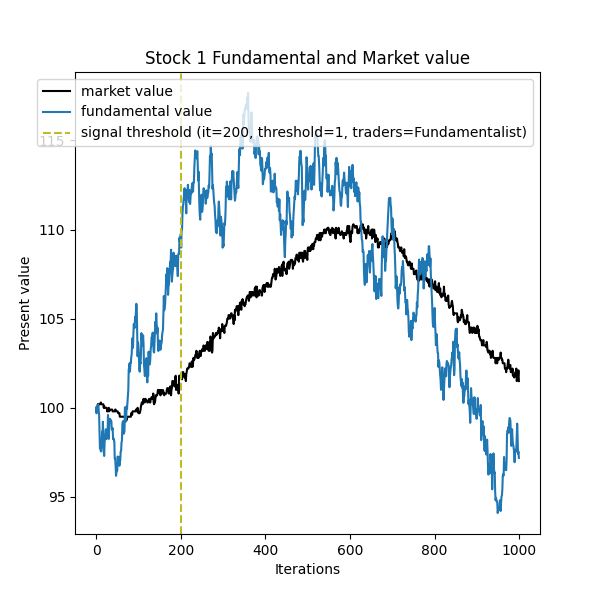 Stock 1 Fundamental and Market value
market value
fundamental value
signal threshold (it=200, threshold=1, traders=Fundamentalist)
115
110
105
100
95
Present value
0 200 400 600 800 1000
Iterations